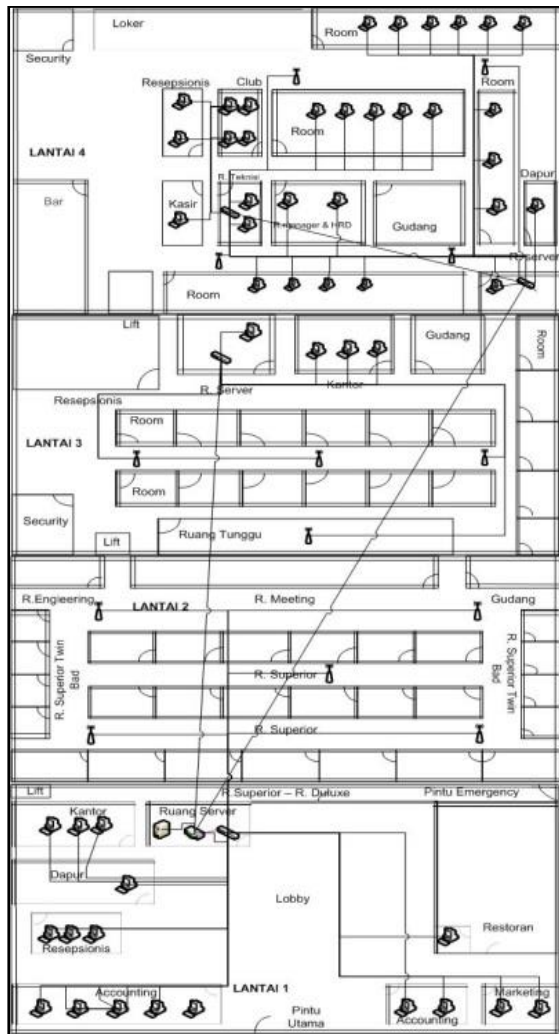 Loker
Room
Security
Resepsionis
Club
Room
Room
LANTAI 4
R. Teknisi
Dapur
Bar
Kasir
R.manager & HRD
Gudang
R.server
Room
Lift
Gudang
Room
R. Server
Kantor
Resepsionis
Room
LANTAI 3
Room
Security
Ruang Tunggu
Lift
R.Engieering
R. Meeting
Gudang
LANTAI 2
R. Superior Twin
Bad
R. Superior
R. Superior Twin
Bad
R. Superior
Lift
R.Superior – R. Duluxe
Pintu Emergency
Kantor
Ruang Server
Dapur
Lobby
Restoran
Resepsionis
Accounting
LANTAI 1
Marketing
Pintu
Utama
Accounting